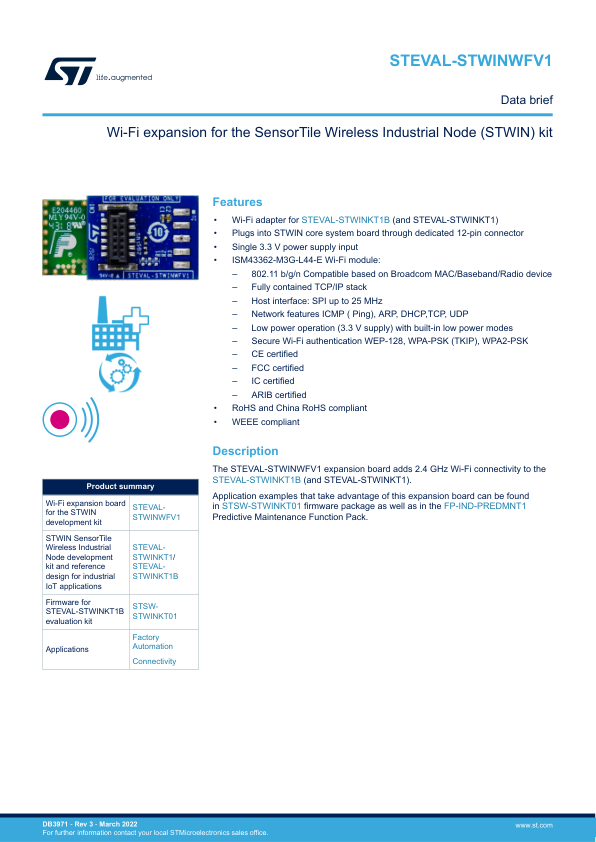 STEVAL-STWINWFV1
life.augmented
Data brief
Wi-Fi expansion for the SensorTile Wireless Industrial Node (STWIN) kit
FOR EVALUATION ONLY
E204460
M1Y94V-0
STEVAL-STWINWFV1
Features
• Wi-Fi adapter for STEVAL-STWINKT1B (and STEVAL-STWINKT1)
• Plugs into STWIN core system board through dedicated 12-pin connector
• Single 3.3 V power supply input
• ISM43362-M3G-L44-E Wi-Fi module:
– 802.11 b/g/n Compatible based on Broadcom MAC/Baseband/Radio device
– Fully contained TCP/IP stack
– Host interface: SPI up to 25 MHz
– Network features ICMP ( Ping), ARP, DHCP,TCP, UDP
– Low power operation (3.3 V supply) with built-in low power modes
– Secure Wi-Fi authentication WEP-128, WPA-PSK (TKIP), WPA2-PSK
– CE certified
– FCC certified
– IC certified
– ARIB certified
• RoHS and China RoHS compliant
• WEEE compliant
Description
The STEVAL-STWINWFV1 expansion board adds 2.4 GHz Wi-Fi connectivity to the
STEVAL-STWINKT1B (and STEVAL-STWINKT1).
Application examples that take advantage of this expansion board can be found
in STSW-STWINKT01 firmware package as well as in the FP-IND-PREDMNT1
Predictive Maintenance Function Pack.
Product summary
Wi-Fi expansion board
for the STWIN
development kit
STEVAL-
STWINWFV1
STWIN SensorTile
Wireless Industrial
Node development
kit and reference
design for industrial
IoT applications
STEVAL-
STWINKT1/
STEVAL-
STWINKT1B
Firmware for
STEVAL-STWINKT1B
evaluation kit
STSW-
STWINKT01
Applications
Factory
Automation
Connectivity
DB3971 - Rev 3 - March 2022
For further information contact your local STMicroelectronics sales office.
www.st.com